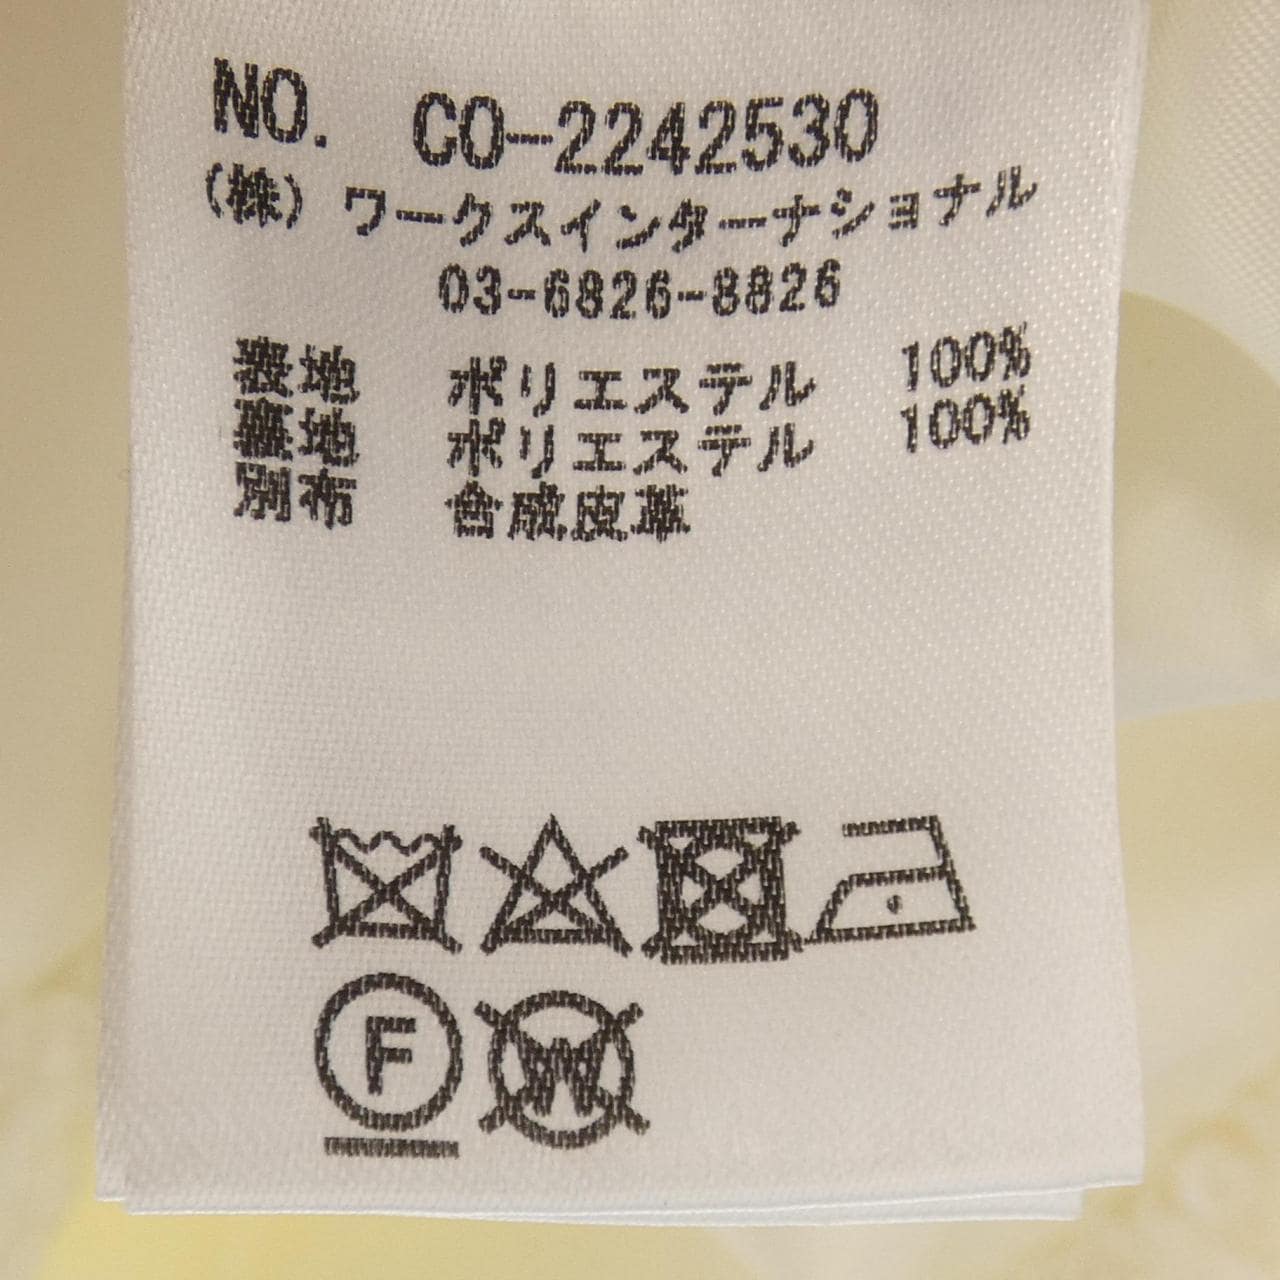 NO. CO-2242530
(株) ワークスインターナショナル
03-6826-8826
表地 ポリエステル 100%
裏地 ポリエステル 100%
別布 合成皮革
F W